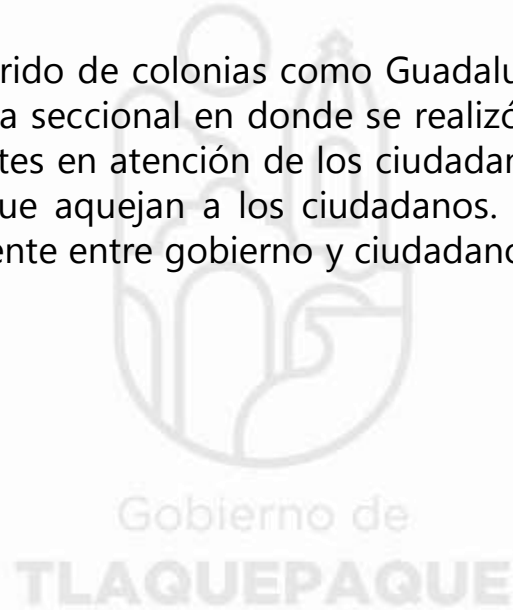 rrido de colonias como Guadalu
a seccional en donde se realizó
tes en atención de los ciudadan
ue aquejan a los ciudadanos.
ente entre gobierno y ciudadano
Gobierno de
TLAQUEPAQUE